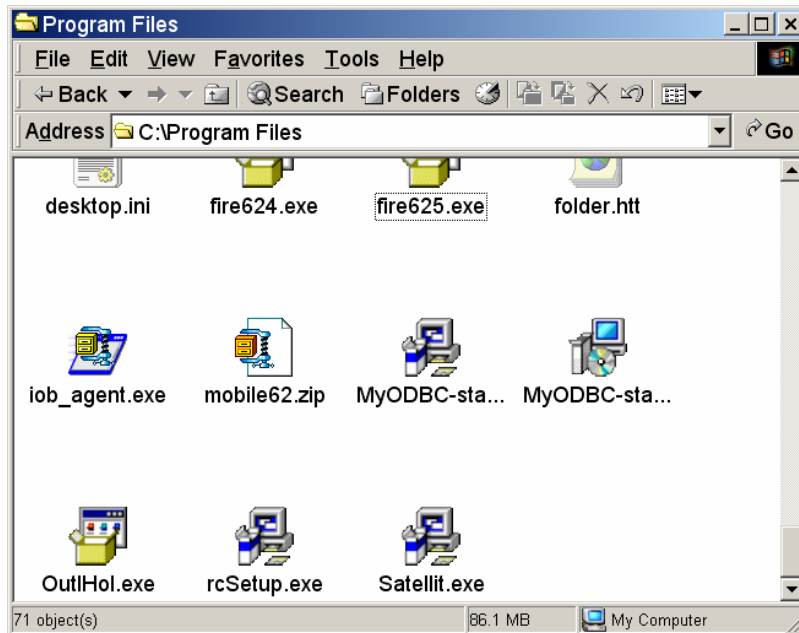 Program Files
File Edit View Favorites Tools Help
Back Search Folders
Address C:\Program Files Go
desktop.ini fire624.exe fire625.exe folder.htt
iob_agent.exe mobile62.zip MyODBC-sta... MyODBC-sta...
OutlHol.exe rcSetup.exe Satellit.exe
71 object(s) 86.1 MB My Computer